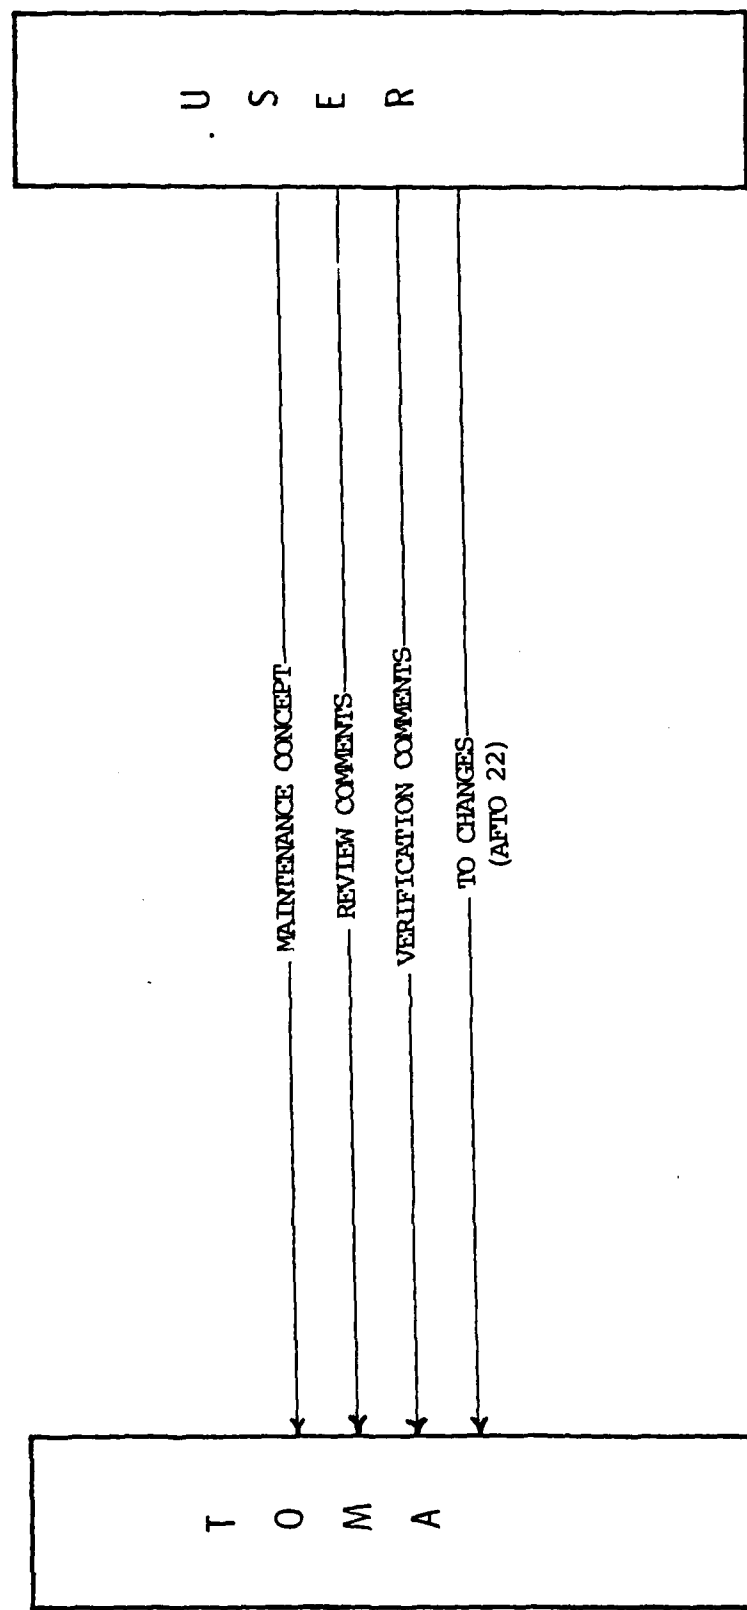 T
O
M
A
MAINTENANCE CONCEPT
REVIEW COMMENTS
VERIFICATION COMMENTS
TO CHANGES
(AFTO 22)
U
S
E
R